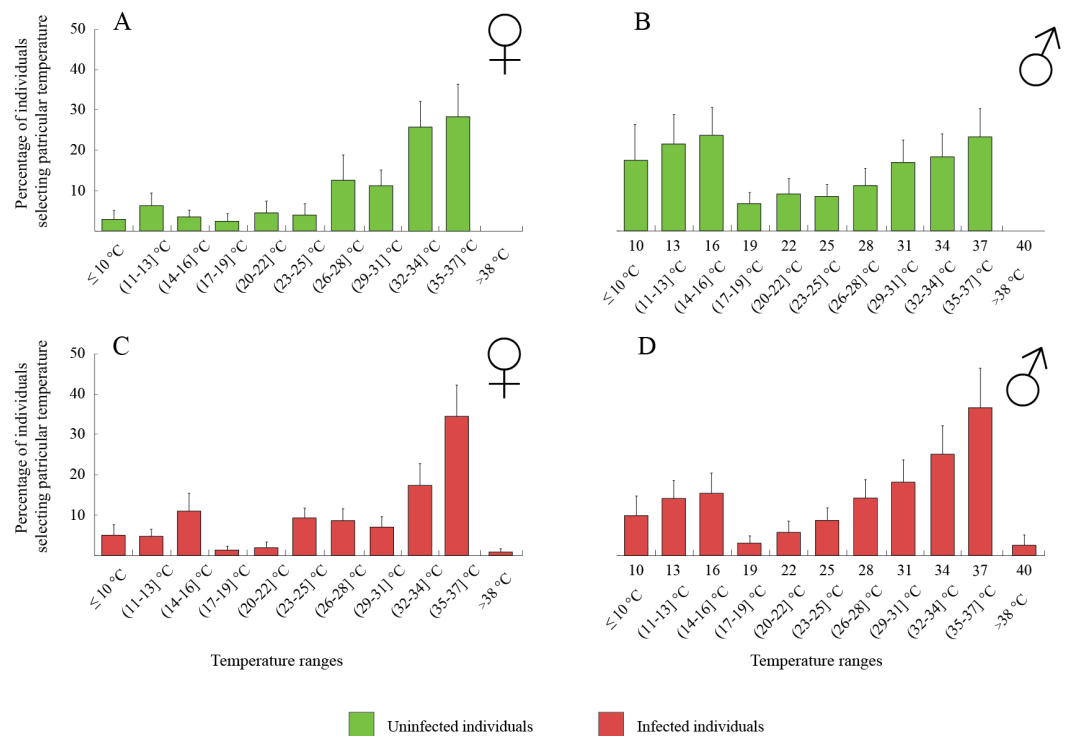 A
B
Percentage of individuals
selecting patricular temperature
50
40
30
20
10
≤ 10 °C
(11-13] °C
(14-16] °C
(17-19] °C
(20-22] °C
(23-25] °C
(26-28] °C
(29-31] °C
(32-34] °C
(35-37] °C
>38 °C
10 13 16 19 22 25 28 31 34 37 40
≤ 10 °C
(11-13] °C
(14-16] °C
(17-19] °C
(20-22] °C
(23-25] °C
(26-28] °C
(29-31] °C
(32-34] °C
(35-37] °C
>38 °C
C
D
Percentage of individuals
selecting patricular temperature
50
40
30
20
10
≤ 10 °C
(11-13] °C
(14-16] °C
(17-19] °C
(20-22] °C
(23-25] °C
(26-28] °C
(29-31] °C
(32-34] °C
(35-37] °C
>38 °C
10 13 16 19 22 25 28 31 34 37 40
≤ 10 °C
(11-13] °C
(14-16] °C
(17-19] °C
(20-22] °C
(23-25] °C
(26-28] °C
(29-31] °C
(32-34] °C
(35-37] °C
>38 °C
Temperature ranges
Temperature ranges
Uninfected individuals
Infected individuals